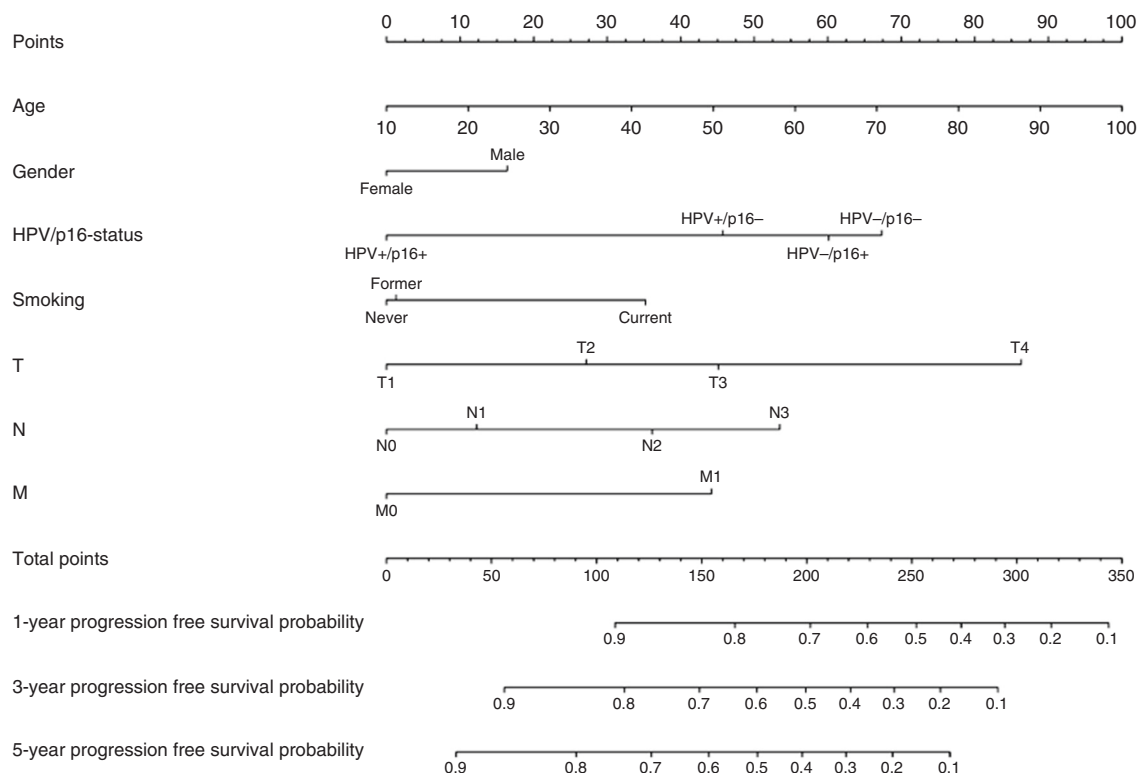 0 10 20 30 40 50 60 70 80 90 100
Points
Age
10 20 30 40 50 60 70 80 90 100
Male
Gender
Female
HPV+/p16– HPV–/p16–
HPV/p16-status
HPV+/p16+ HPV–/p16+
Former
Smoking
Never Current
T2 T4
T
T1 T3
N1 N3
N
N0 N2
M1
M
M0
Total points
0 50 100 150 200 250 300 350
1-year progression free survival probability
0.9 0.8 0.7 0.6 0.5 0.4 0.3 0.2 0.1
3-year progression free survival probability
0.9 0.8 0.7 0.6 0.5 0.4 0.3 0.2 0.1
5-year progression free survival probability
0.9 0.8 0.7 0.6 0.5 0.4 0.3 0.2 0.1